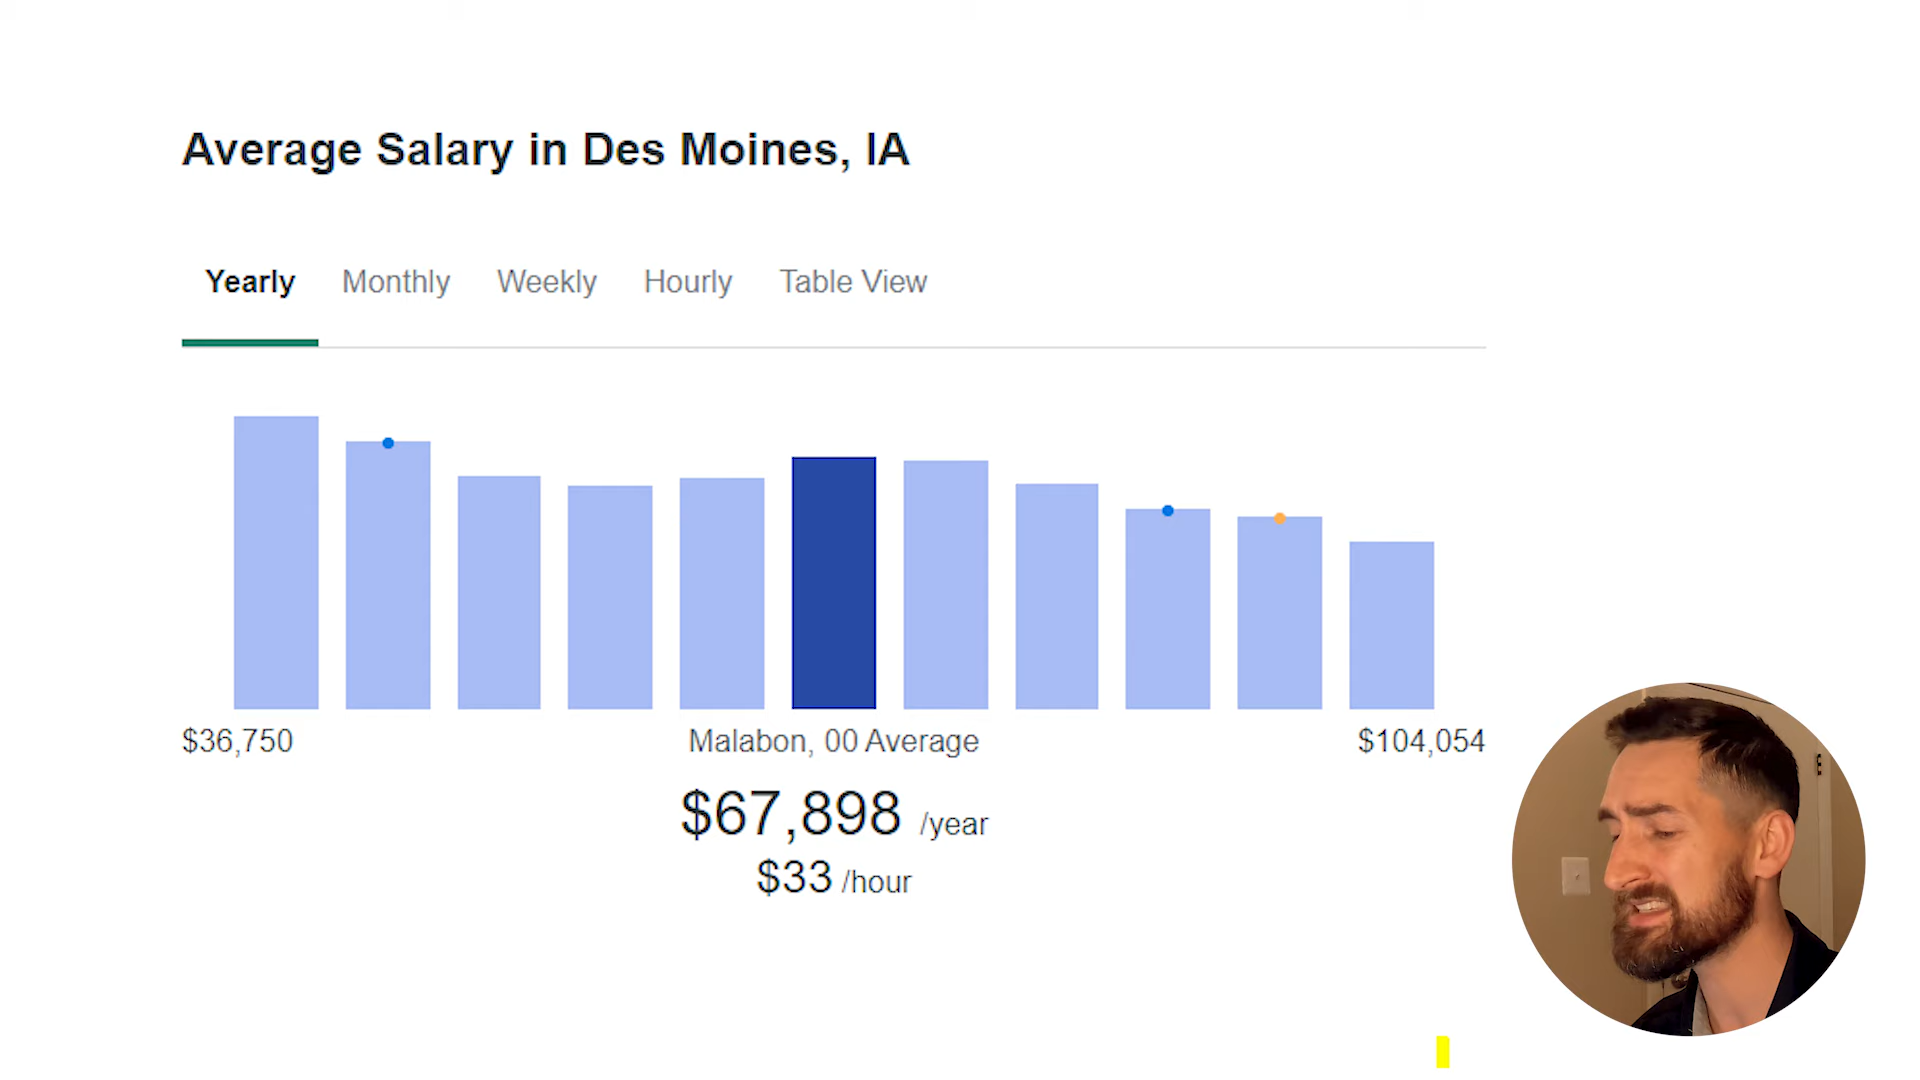 Average Salary in Des Moines, IA
Yearly Monthly Weekly Hourly Table View
$36,750 Malabon, 00 Average $104,054
$67,898 /year
$33 /hour